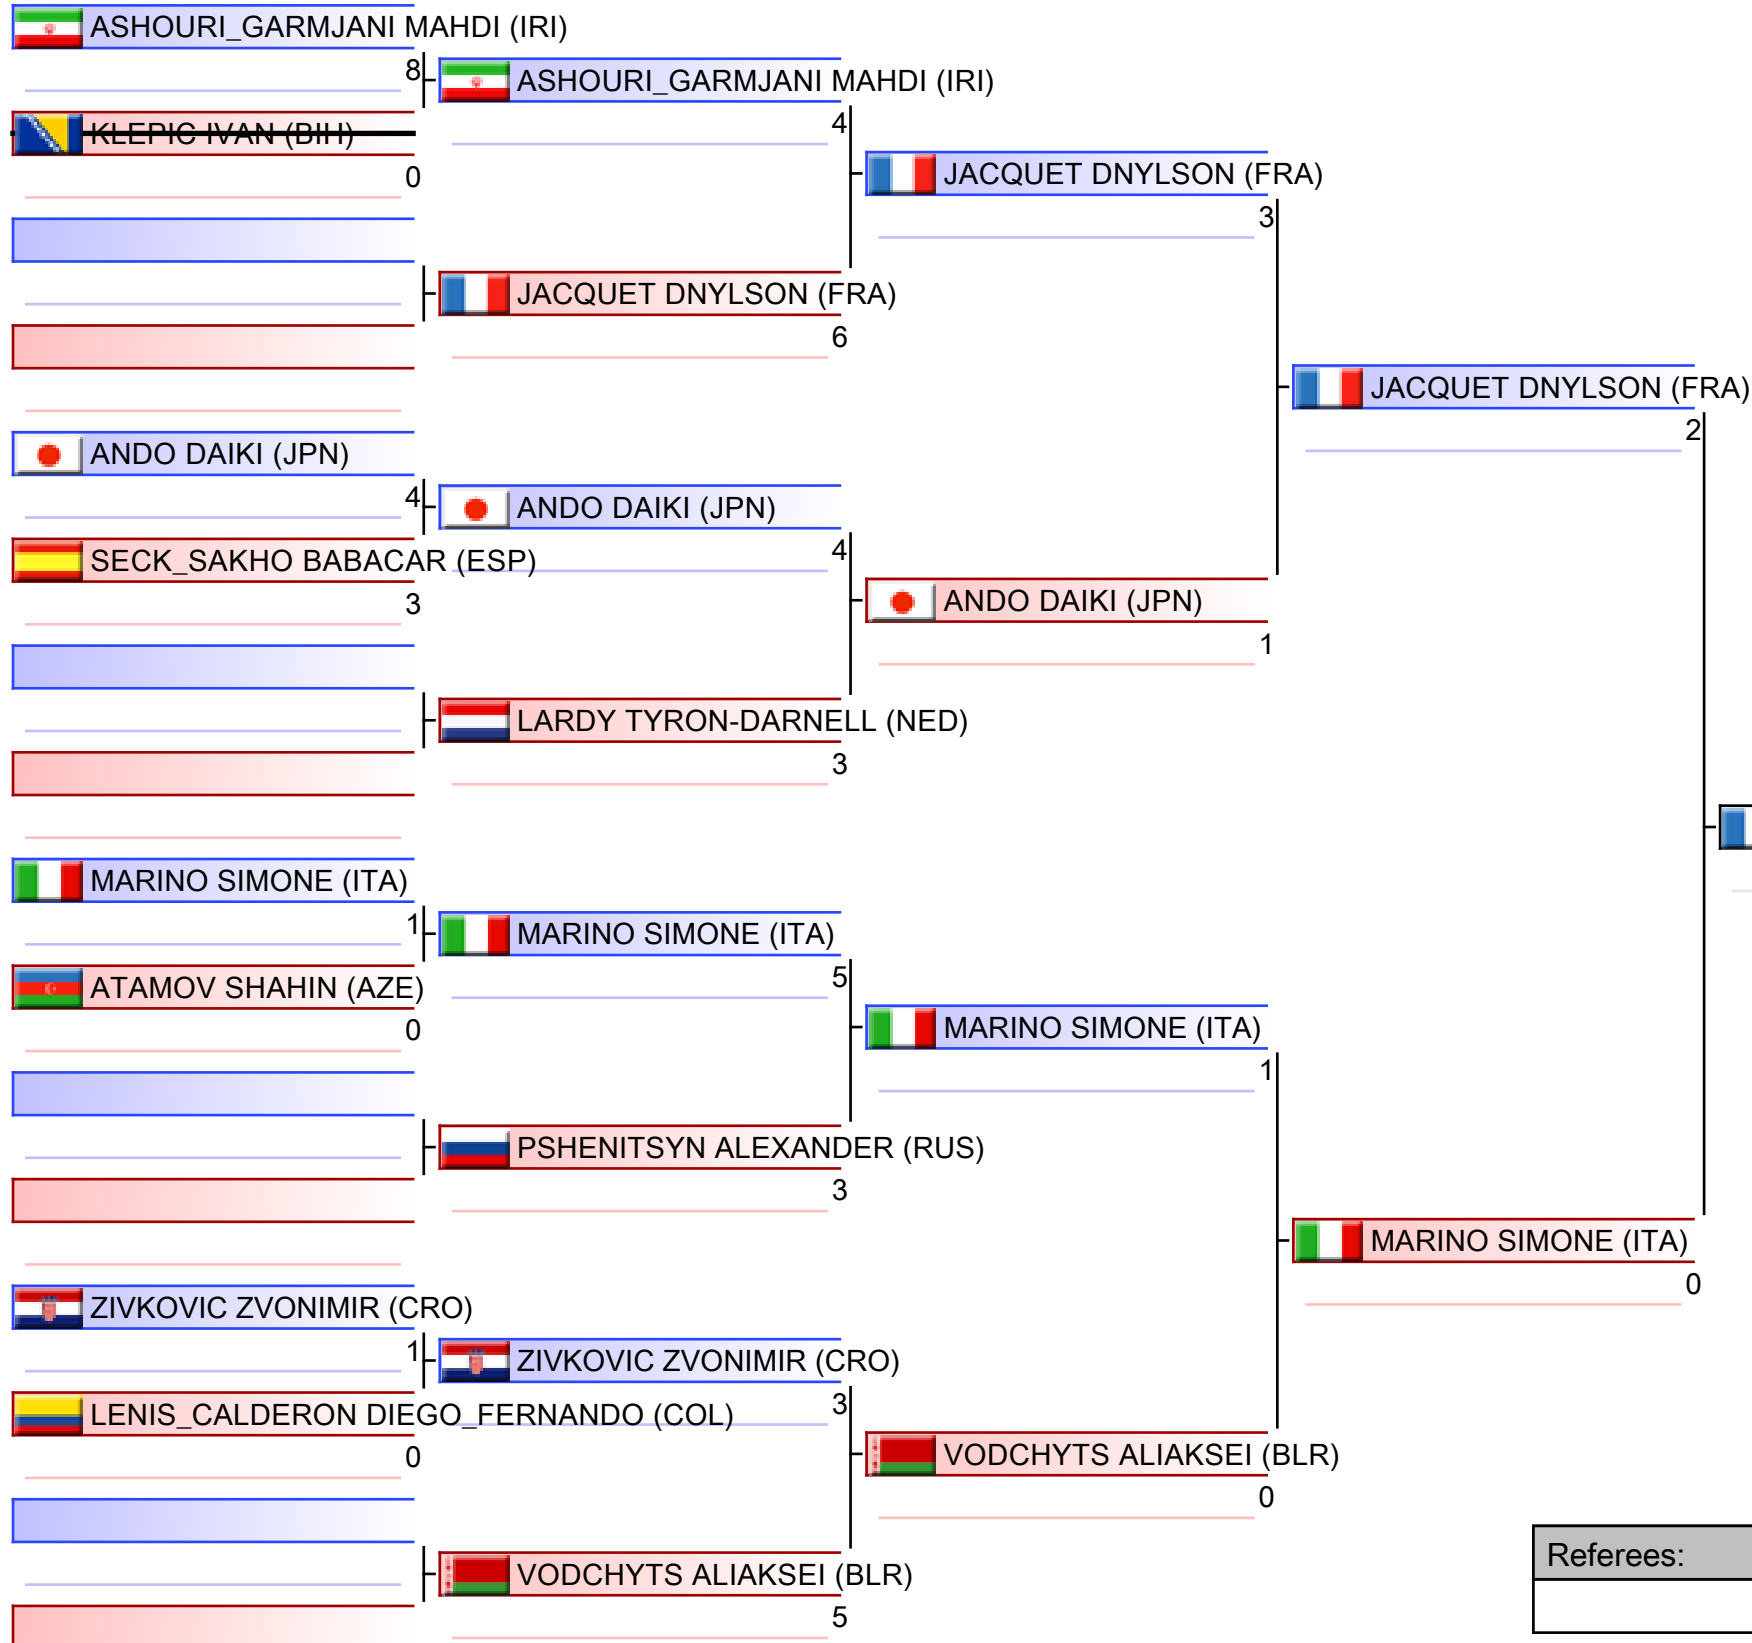 ASHOURI_GARMJANI MAHDI (IRI)
8
KLEPIC IVAN (BIH)
0
ANDO DAIKI (JPN)
4
SECK_SAKHO BABACAR (ESP)
3
MARINO SIMONE (ITA)
1
ATAMOV SHAHIN (AZE)
0
ZIVKOVIC ZVONIMIR (CRO)
1
LENIS_CALDERON DIEGO_FERNANDO (COL)
0
ASHOURI_GARMJANI MAHDI (IRI)
4
JACQUET DNYLSON (FRA)
6
ANDO DAIKI (JPN)
4
LARDY TYRON-DARNELL (NED)
3
MARINO SIMONE (ITA)
5
PSHENITSYN ALEXANDER (RUS)
3
ZIVKOVIC ZVONIMIR (CRO)
3
VODCHYTS ALIAKSEI (BLR)
5
JACQUET DNYLSON (FRA)
3
ANDO DAIKI (JPN)
1
MARINO SIMONE (ITA)
1
VODCHYTS ALIAKSEI (BLR)
0
JACQUET DNYLSON (FRA)
2
MARINO SIMONE (ITA)
0
Referees: